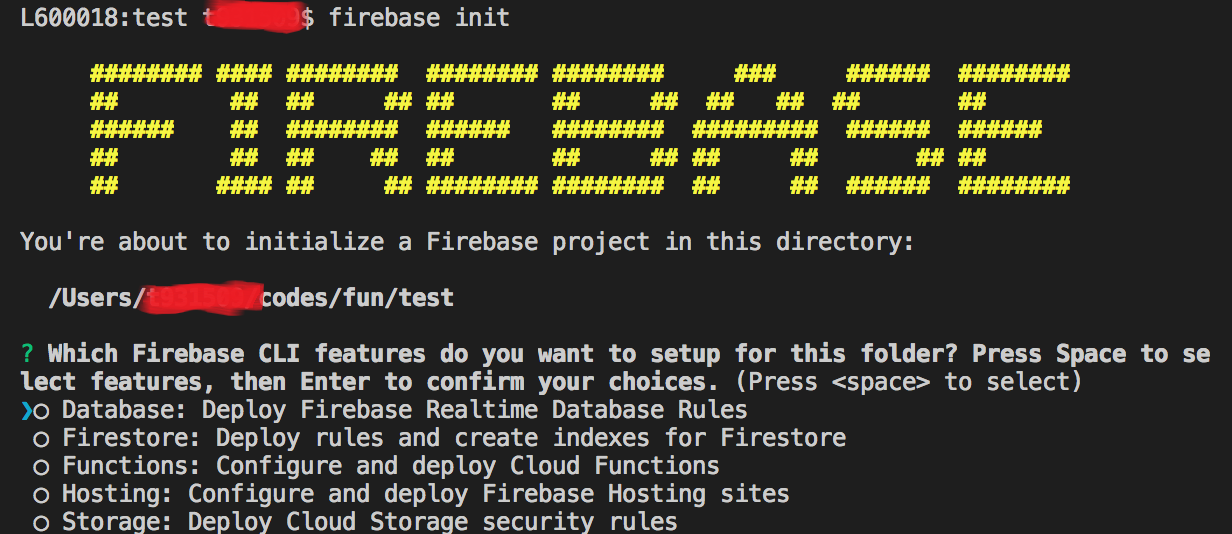 L600018:test $ firebase init
######## #### ########  ######## ########     ###     ######  ########
##        ## ##     ## ##       ##     ##  ##   ##  ##       ##
######    ## ########  ######   ########  #########  ######  ######
##        ## ##    ##  ##       ##     ## ##     ##       ## ##
##       #### ##     ## ######## ########  ##     ##  ######  ########
You're about to initialize a Firebase project in this directory:
/Users/ codes/fun/test
? Which Firebase CLI features do you want to setup for this folder? Press Space to se
lect features, then Enter to confirm your choices. (Press <space> to select)
❯○ Database: Deploy Firebase Realtime Database Rules
○ Firestore: Deploy rules and create indexes for Firestore
○ Functions: Configure and deploy Cloud Functions
○ Hosting: Configure and deploy Firebase Hosting sites
○ Storage: Deploy Cloud Storage security rules